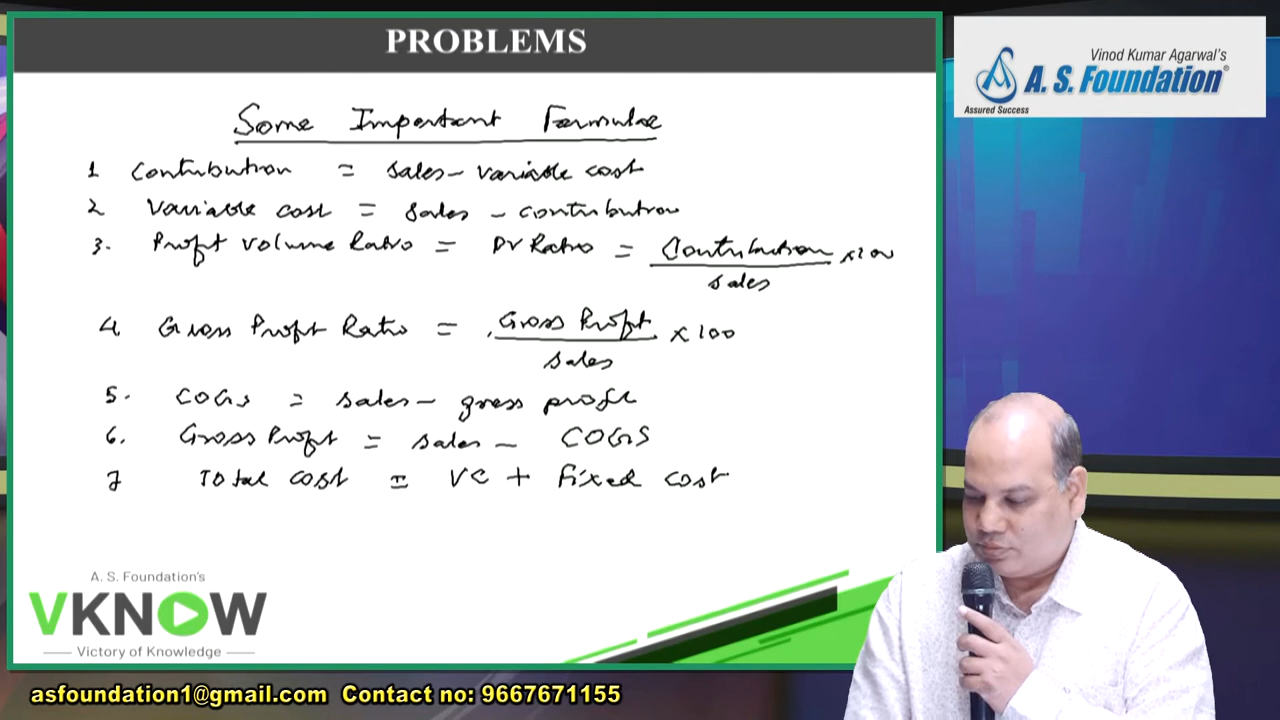 PROBLEMS
Vinod Kumar Agarwal's
A. S. Foundation®
Assured Success
Some Important Formulae
1 Contribution = Sales - variable cost
2 Variable cost = Sales - contribution
3. Profit volume Ratio = PV Ratio = Contribution / Sales × 100
4 Gross Profit Ratio = Gross Profit / Sales × 100
5. COGS = Sales - gross profit
6. Gross Profit = Sales - COGS
7 Total cost = VC + Fixed cost
A. S. Foundation's
VKNOW
Victory of Knowledge
asfoundation1@gmail.com Contact no: 9667671155